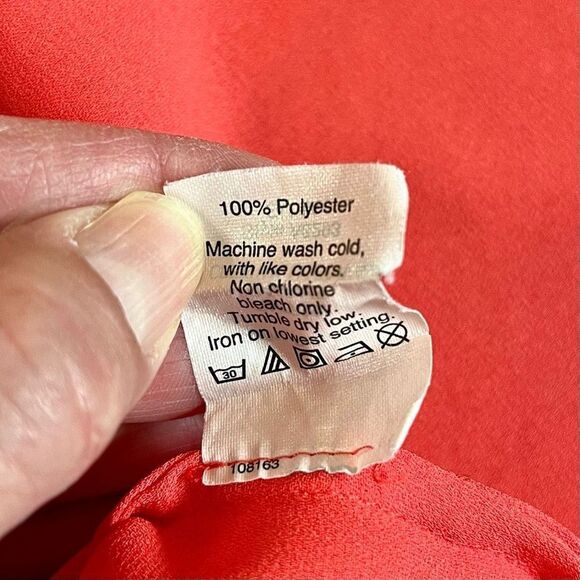 100% Polyester
Machine wash cold,
with like colors.
Non chlorine
bleach only.
Tumble dry low.
Iron on lowest setting.
30
108163